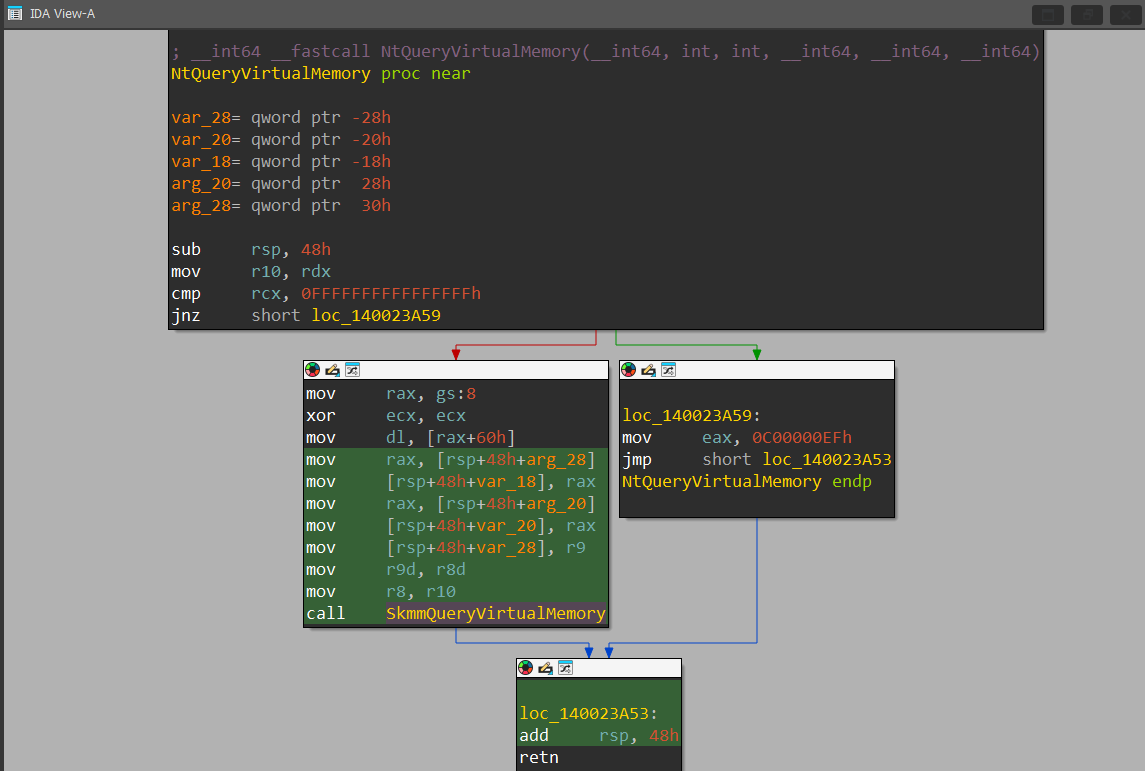 IDA View-A
; __int64 __fastcall NtQueryVirtualMemory(__int64, int, int, __int64, __int64, __int64)
NtQueryVirtualMemory proc near
var_28= qword ptr -28h
var_20= qword ptr -20h
var_18= qword ptr -18h
arg_20= qword ptr  28h
arg_28= qword ptr  30h
sub     rsp, 48h
mov     r10, rdx
cmp     rcx, 0FFFFFFFFFFFFFFFFh
jnz     short loc_140023A59
mov     rax, gs:8
xor     ecx, ecx
mov     dl, [rax+60h]
mov     rax, [rsp+48h+arg_28]
mov     [rsp+48h+var_18], rax
mov     rax, [rsp+48h+arg_20]
mov     [rsp+48h+var_20], rax
mov     [rsp+48h+var_28], r9
mov     r9d, r8d
mov     r8, r10
call    SkmmQueryVirtualMemory
loc_140023A59:
mov     eax, 0C00000EFh
jmp     short loc_140023A53
NtQueryVirtualMemory endp
loc_140023A53:
add     rsp, 48h
retn